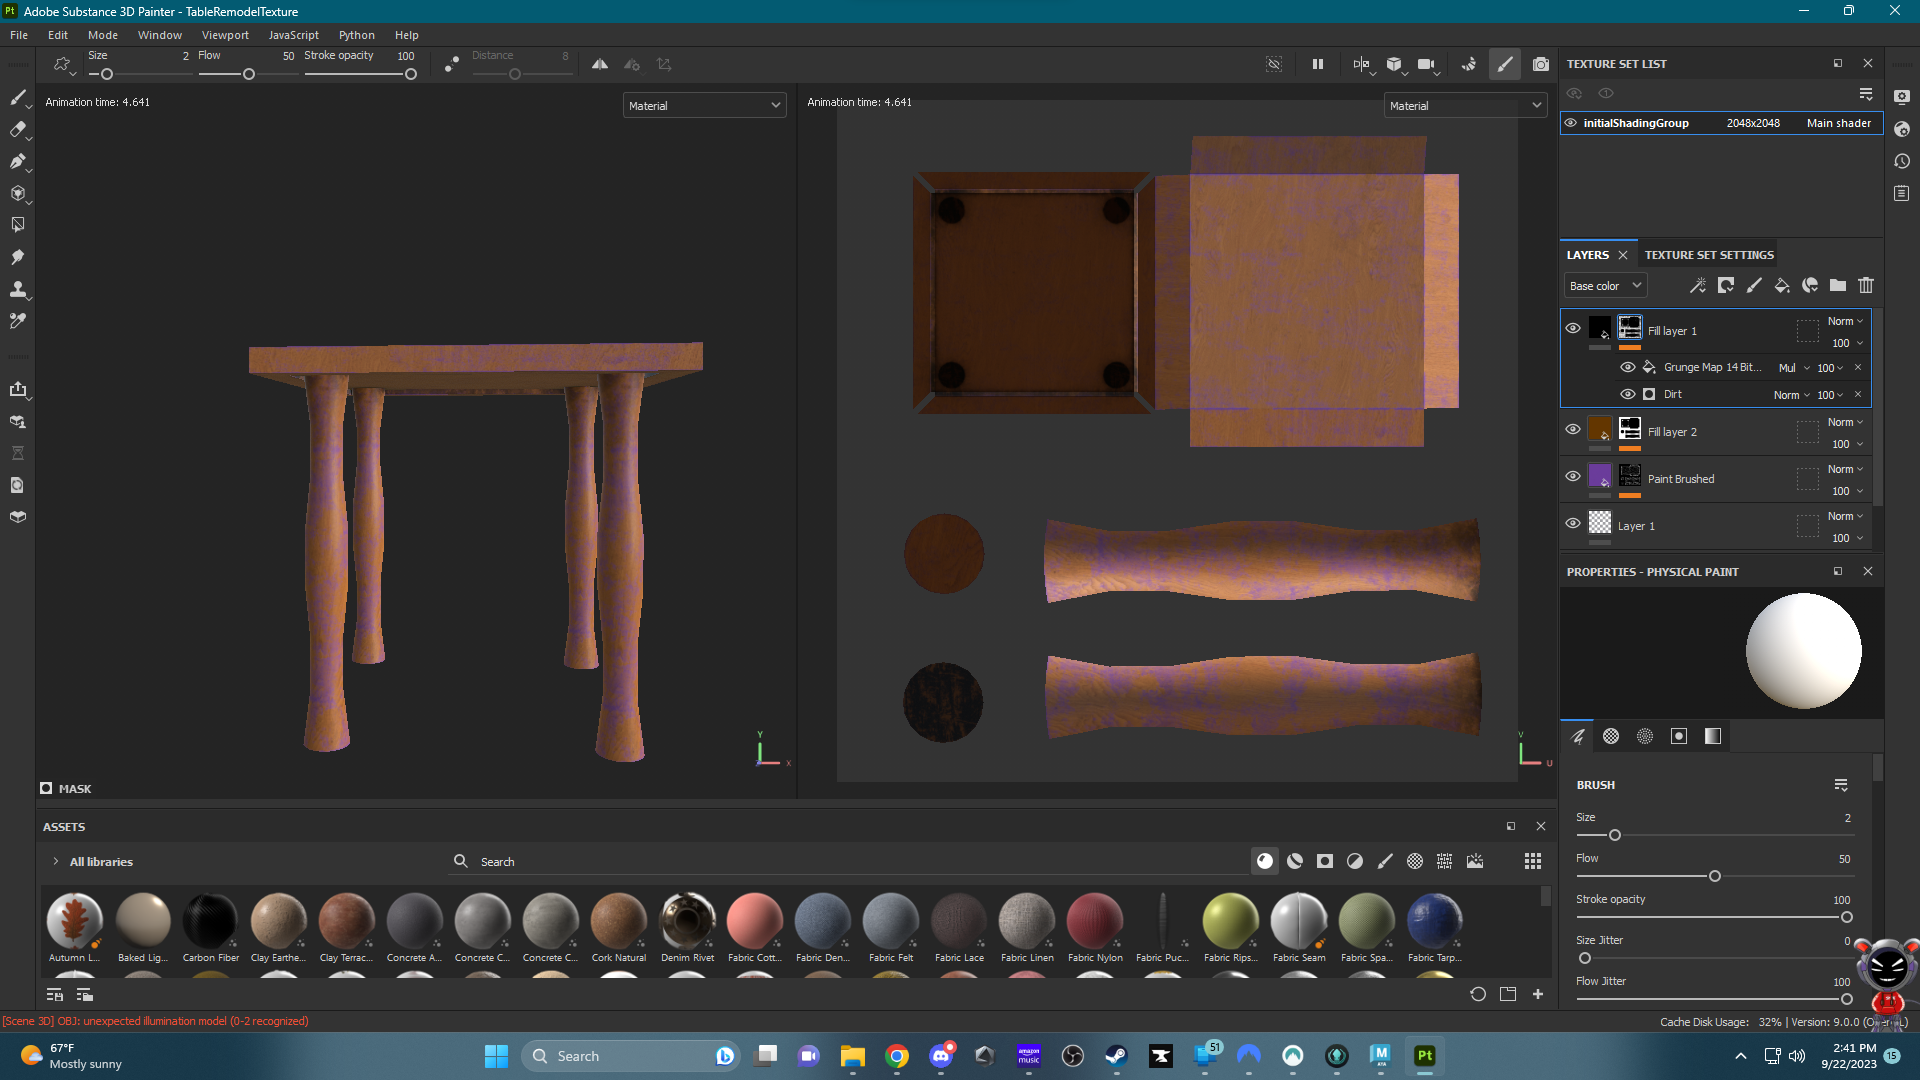 Pt Adobe Substance 3D Painter - TableRemodelTexture
File Edit Mode Window Viewport JavaScript Python Help
Size 2 Flow 50 Stroke opacity 100 Distance 8
Animation time: 4.641 Material
Animation time: 4.641 Material
Y
X
V
U
MASK
TEXTURE SET LIST
initialShadingGroup 2048x2048 Main shader
LAYERS TEXTURE SET SETTINGS
Base color
Fill layer 1 Norm
100
Grunge Map 14 Bit... Mul 100
Dirt Norm 100
Fill layer 2 Norm
100
Paint Brushed Norm
100
Layer 1 Norm
100
PROPERTIES - PHYSICAL PAINT
BRUSH
Size 2
Flow 50
Stroke opacity 100
Size Jitter 0
Flow Jitter 100
ASSETS
All libraries Search
Autumn L... Baked Lig... Carbon Fiber Clay Earthe... Clay Terrac... Concrete A... Concrete C... Concrete C... Cork Natural Denim Rivet Fabric Cott... Fabric Den... Fabric Felt Fabric Lace Fabric Linen Fabric Nylon Fabric Puc... Fabric Rips... Fabric Seam Fabric Spa... Fabric Tarp...
[Scene 3D] OBJ: unexpected illumination model (0-2 recognized)
Cache Disk Usage: 32% | Version: 9.0.0
67°F
Mostly sunny
Search
amazon music
51
M
Pt
2:41 PM
9/22/2023
15